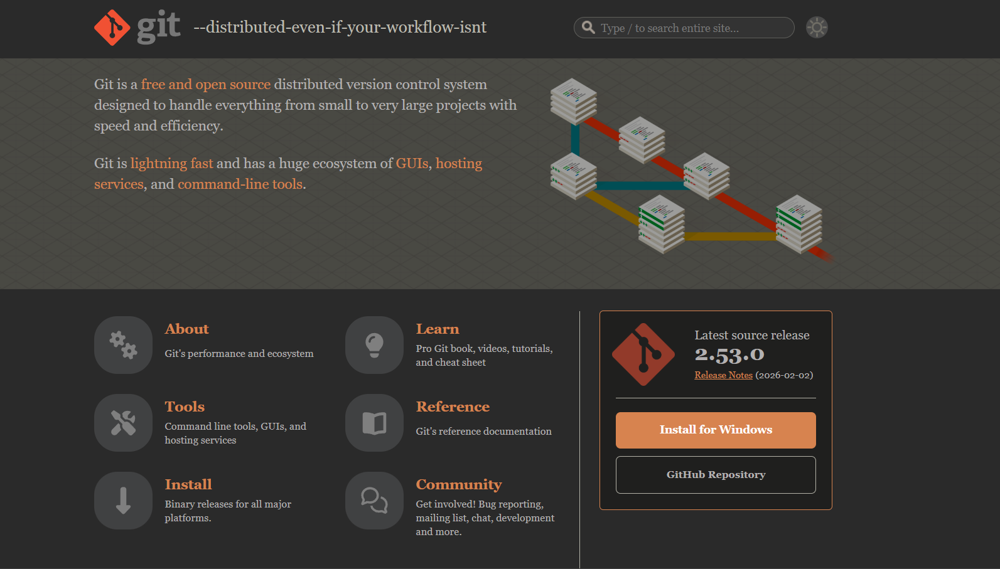 git --distributed-even-if-your-workflow-isnt
Type / to search entire site...
Git is a free and open source distributed version control system
designed to handle everything from small to very large projects with
speed and efficiency.
Git is lightning fast and has a huge ecosystem of GUIs, hosting
services, and command-line tools.
About
Git's performance and ecosystem
Learn
Pro Git book, videos, tutorials,
and cheat sheet
Tools
Command line tools, GUIs, and
hosting services
Reference
Git's reference documentation
Install
Binary releases for all major
platforms.
Community
Get involved! Bug reporting,
mailing list, chat, development
and more.
Latest source release
2.53.0
Release Notes (2026-02-02)
Install for Windows
GitHub Repository